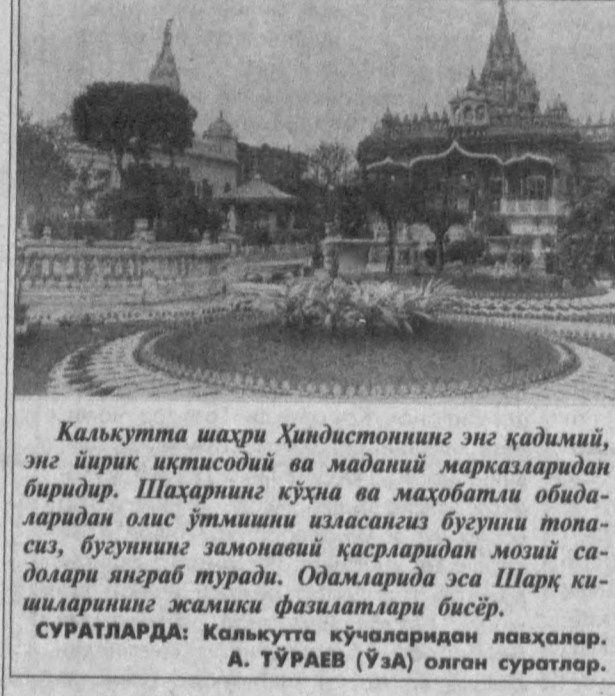 Калькутта шаҳри Ҳиндистоннинг энг қадимий,
энг йирик иқтисодий ва маданий марказларидан
биридир. Шаҳарнинг кўҳна ва маҳобатли обида-
ларидан олис ўтмишни изласангиз бугунни топа-
сиз, бугуннинг замонавий қасрларидан мозий са-
долари янграб туради. Одамларида эса Шарқ ки-
шиларининг жамики фазилатлари бисёр.
СУРАТЛАРДА: Калькутта кўчаларидан лавҳалар.
А. ТЎРАЕВ (ЎзА) олган суратлар.